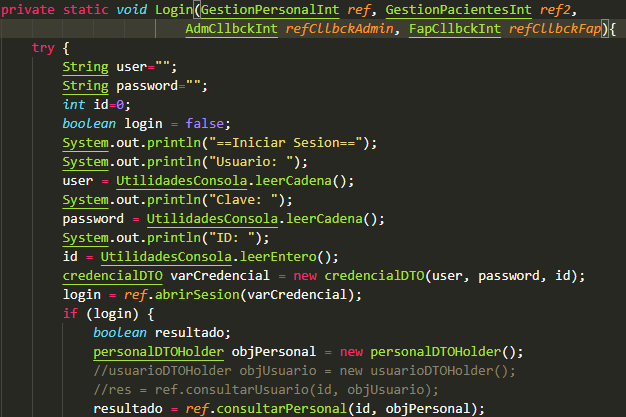 private static void Login(GestionPersonalInt ref, GestionPacientesInt ref2,
AdmCllbckInt refCllbckAdmin, FapCllbckInt refCllbckFap){
try {
String user="";
String password="";
int id=0;
boolean login = false;
System.out.println("==Iniciar Sesion==");
System.out.println("Usuario: ");
user = UtilidadesConsola.leerCadena();
System.out.println("Clave: ");
password = UtilidadesConsola.leerCadena();
System.out.println("ID: ");
id = UtilidadesConsola.leerEntero();
credencialDTO varCredencial = new credencialDTO(user, password, id);
login = ref.abrirSesion(varCredencial);
if (login) {
boolean resultado;
personalDTOHolder objPersonal = new personalDTOHolder();
//usuarioDTOHolder objUsuario = new usuarioDTOHolder();
//res = ref.consultarUsuario(id, objUsuario);
resultado = ref.consultarPersonal(id, objPersonal);